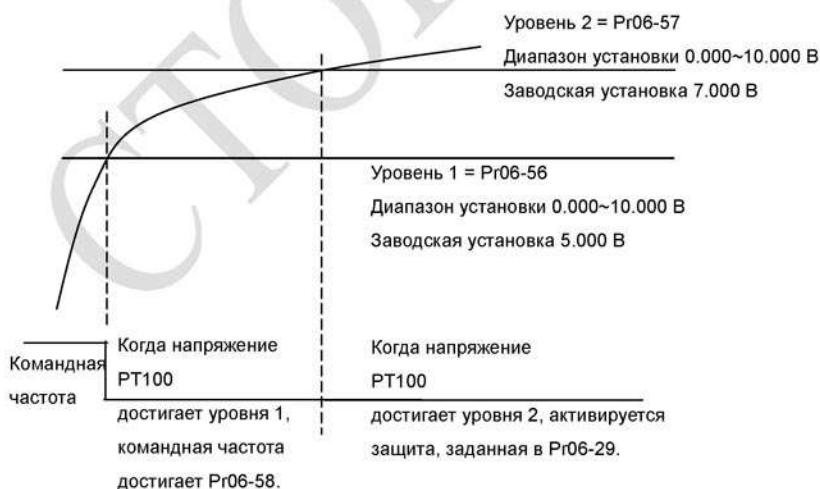 СТО
Уровень 2 = Pr06-57
Диапазон установки 0.000~10.000 В
Заводская установка 7.000 В
Уровень 1 = Pr06-56
Диапазон установки 0.000~10.000 В
Заводская установка 5.000 В
Командная
частота
Когда напряжение
PT100
достигает уровня 1,
командная частота
достигает Pr06-58.
Когда напряжение
PT100
достигает уровня 2, активируется
защита, заданная в Pr06-29.